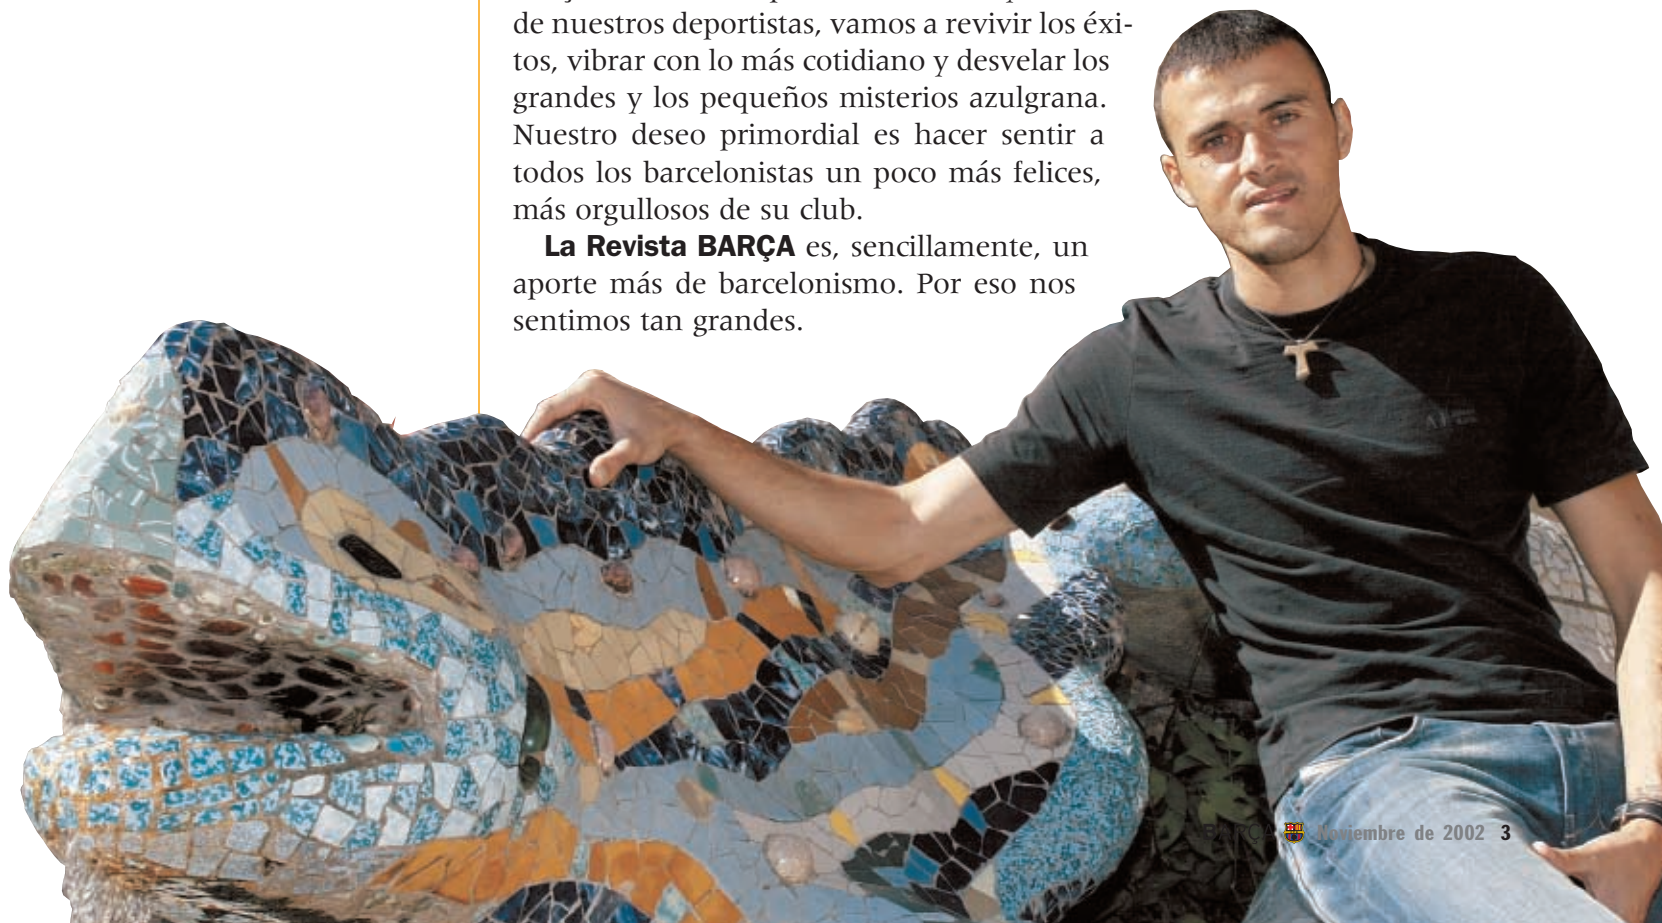 de nuestros deportistas, vamos a revivir los éxi-
tos, vibrar con lo más cotidiano y desvelar los
grandes y los pequeños misterios azulgrana.
Nuestro deseo primordial es hacer sentir a
todos los barcelonistas un poco más felices,
más orgullosos de su club.
La Revista BARÇA es, sencillamente, un
aporte más de barcelonismo. Por eso nos
sentimos tan grandes.
BARÇA Noviembre de 2002 3